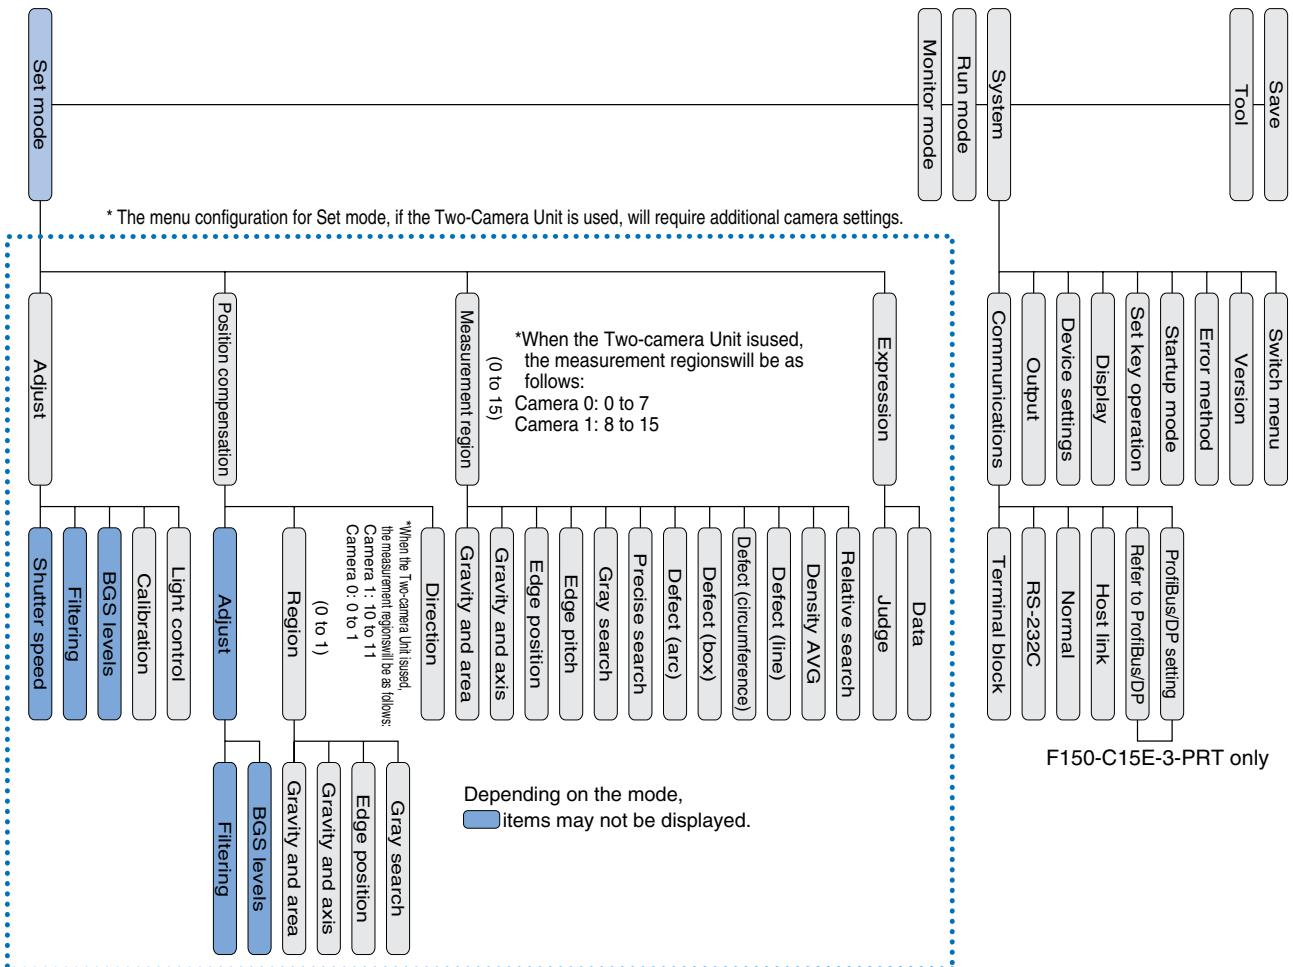 Set mode
Monitor mode
Run mode
System
Tool
Save
* The menu configuration for Set mode, if the Two-Camera Unit is used, will require additional camera settings.
Adjust
Position compensation
Measurement region
(0 to 15)
*When the Two-camera Unit isused,
the measurement regionswill be as
follows:
Camera 0: 0 to 7
Camera 1: 8 to 15
Expression
Communications
Output
Device settings
Display
Set key operation
Startup mode
Error method
Version
Switch menu
Shutter speed
Filtering
BGS levels
Calibration
Light control
Adjust
Region
(0 to 1)
*When the Two-camera Unit isused,
the measurement regionswill be as follows:
Camera 1: 10 to 11
Camera 0: 0 to 1
Direction
Gravity and area
Gravity and axis
Edge position
Edge pitch
Gray search
Precise search
Defect (arc)
Defect (box)
Defect (circumference)
Defect (line)
Density AVG
Relative search
Judge
Data
Terminal block
RS-232C
Normal
Host link
Refer to ProfiBus/DP
ProfiBus/DP setting
F150-C15E-3-PRT only
Filtering
BGS levels
Gravity and area
Gravity and axis
Edge position
Gray search
Depending on the mode,
items may not be displayed.